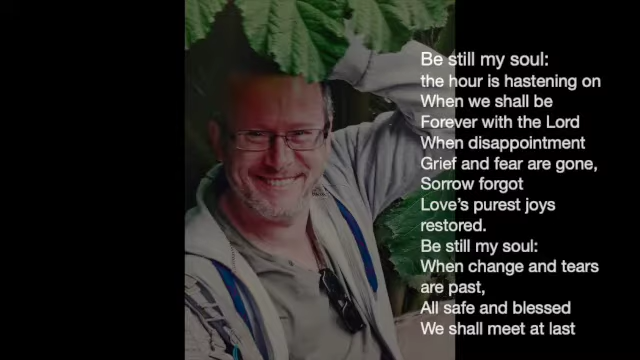 Be still my soul:
the hour is hastening on
When we shall be
Forever with the Lord
When disappointment
Grief and fear are gone,
Sorrow forgot
Love’s purest joys
restored.
Be still my soul:
When change and tears
are past,
All safe and blessed
We shall meet at last